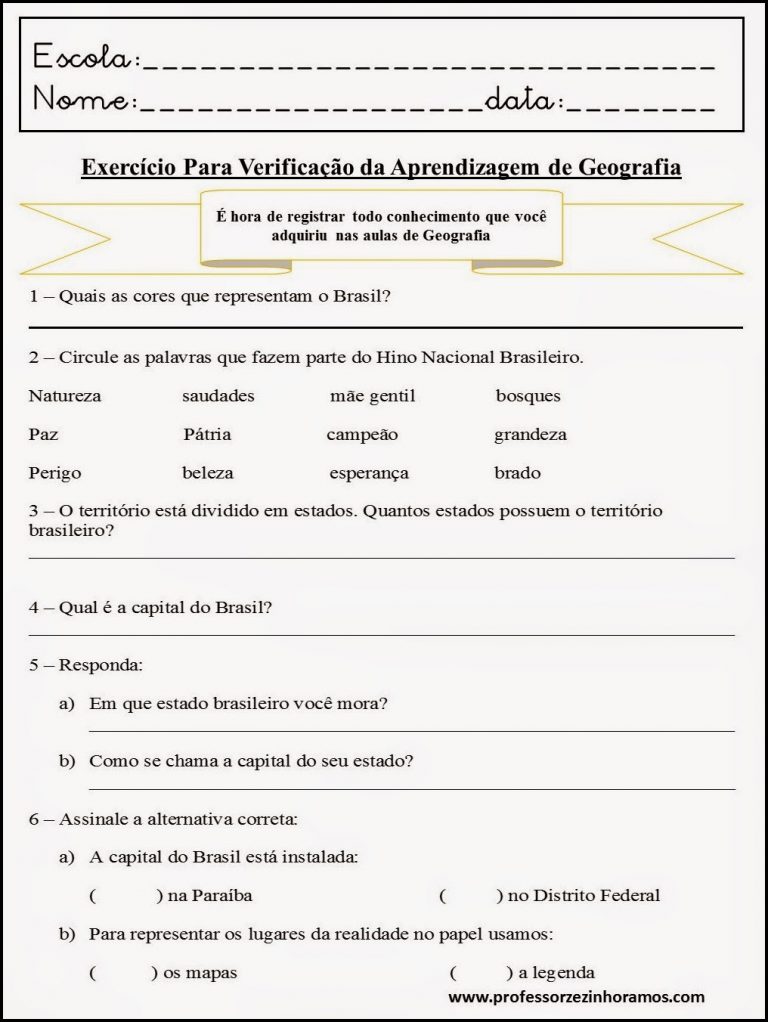 Escola:_ _ _ _ _ _ _ _ _ _ _ _ _ _ _ _ _ _ _ _ _ _ _ _ _ _ _ _ _ _ _ _ _
Nome:_ _ _ _ _ _ _ _ _ _ _ _ _ _ _ _ _ _ _ _data:_ _ _ _ _ _ _ _ _
Exercício Para Verificação da Aprendizagem de Geografia
É hora de registrar todo conhecimento que você
adquiriu nas aulas de Geografia
1 – Quais as cores que representam o Brasil?
2 – Circule as palavras que fazem parte do Hino Nacional Brasileiro.
Natureza saudades mãe gentil bosques
Paz Pátria campeão grandeza
Perigo beleza esperança brado
3 – O território está dividido em estados. Quantos estados possuem o território
brasileiro?
4 – Qual é a capital do Brasil?
5 – Responda:
a) Em que estado brasileiro você mora?
b) Como se chama a capital do seu estado?
6 – Assinale a alternativa correta:
a) A capital do Brasil está instalada:
( ) na Paraíba ( ) no Distrito Federal
b) Para representar os lugares da realidade no papel usamos:
( ) os mapas ( ) a legenda
www.professorzezinhoramos.com